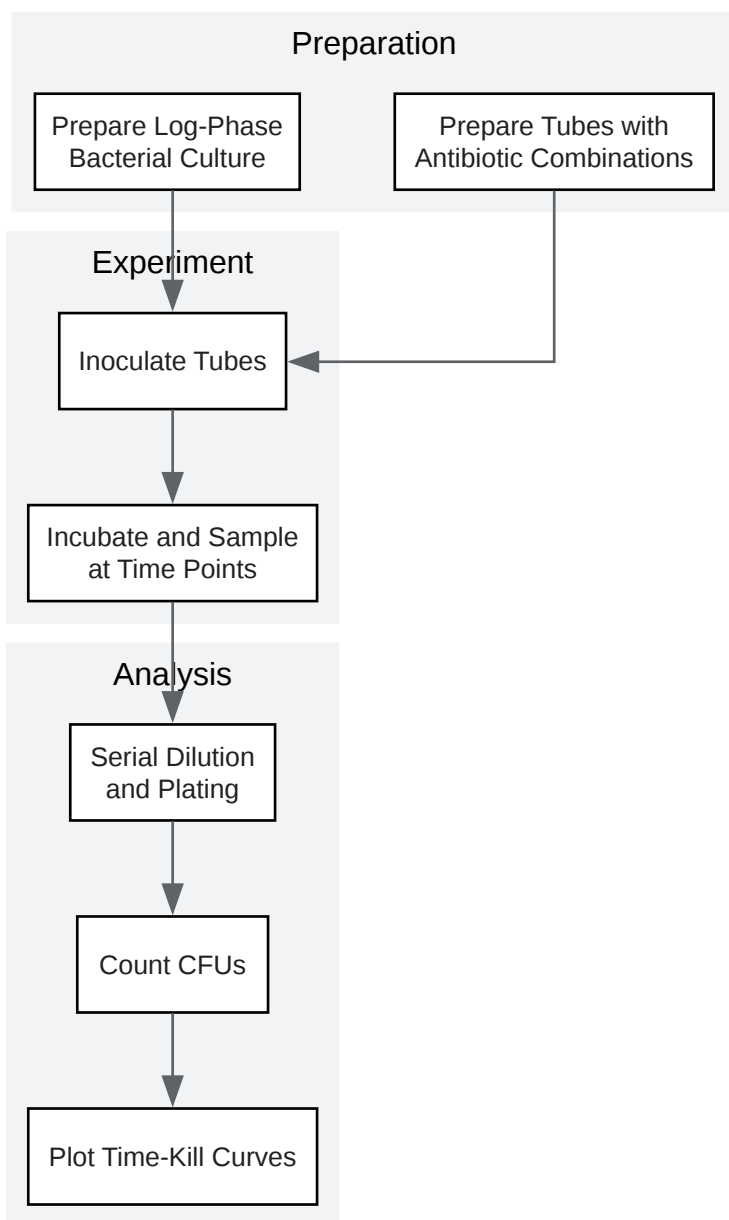 Preparation
Prepare Log-Phase
Bacterial Culture
Prepare Tubes with
Antibiotic Combinations
Experiment
Inoculate Tubes
Incubate and Sample
at Time Points
Analysis
Serial Dilution
and Plating
Count CFUs
Plot Time-Kill Curves